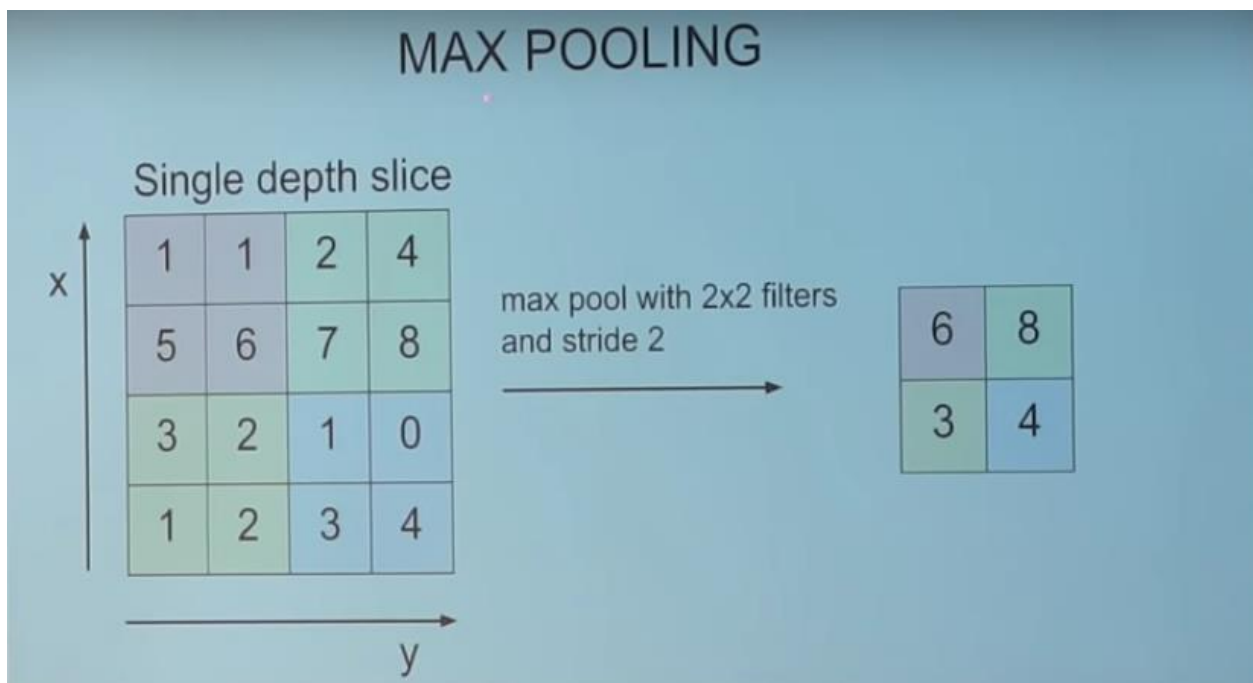 MAX POOLING
Single depth slice
x
1 1 2 4
5 6 7 8
3 2 1 0
1 2 3 4
y
max pool with 2x2 filters
and stride 2
6 8
3 4